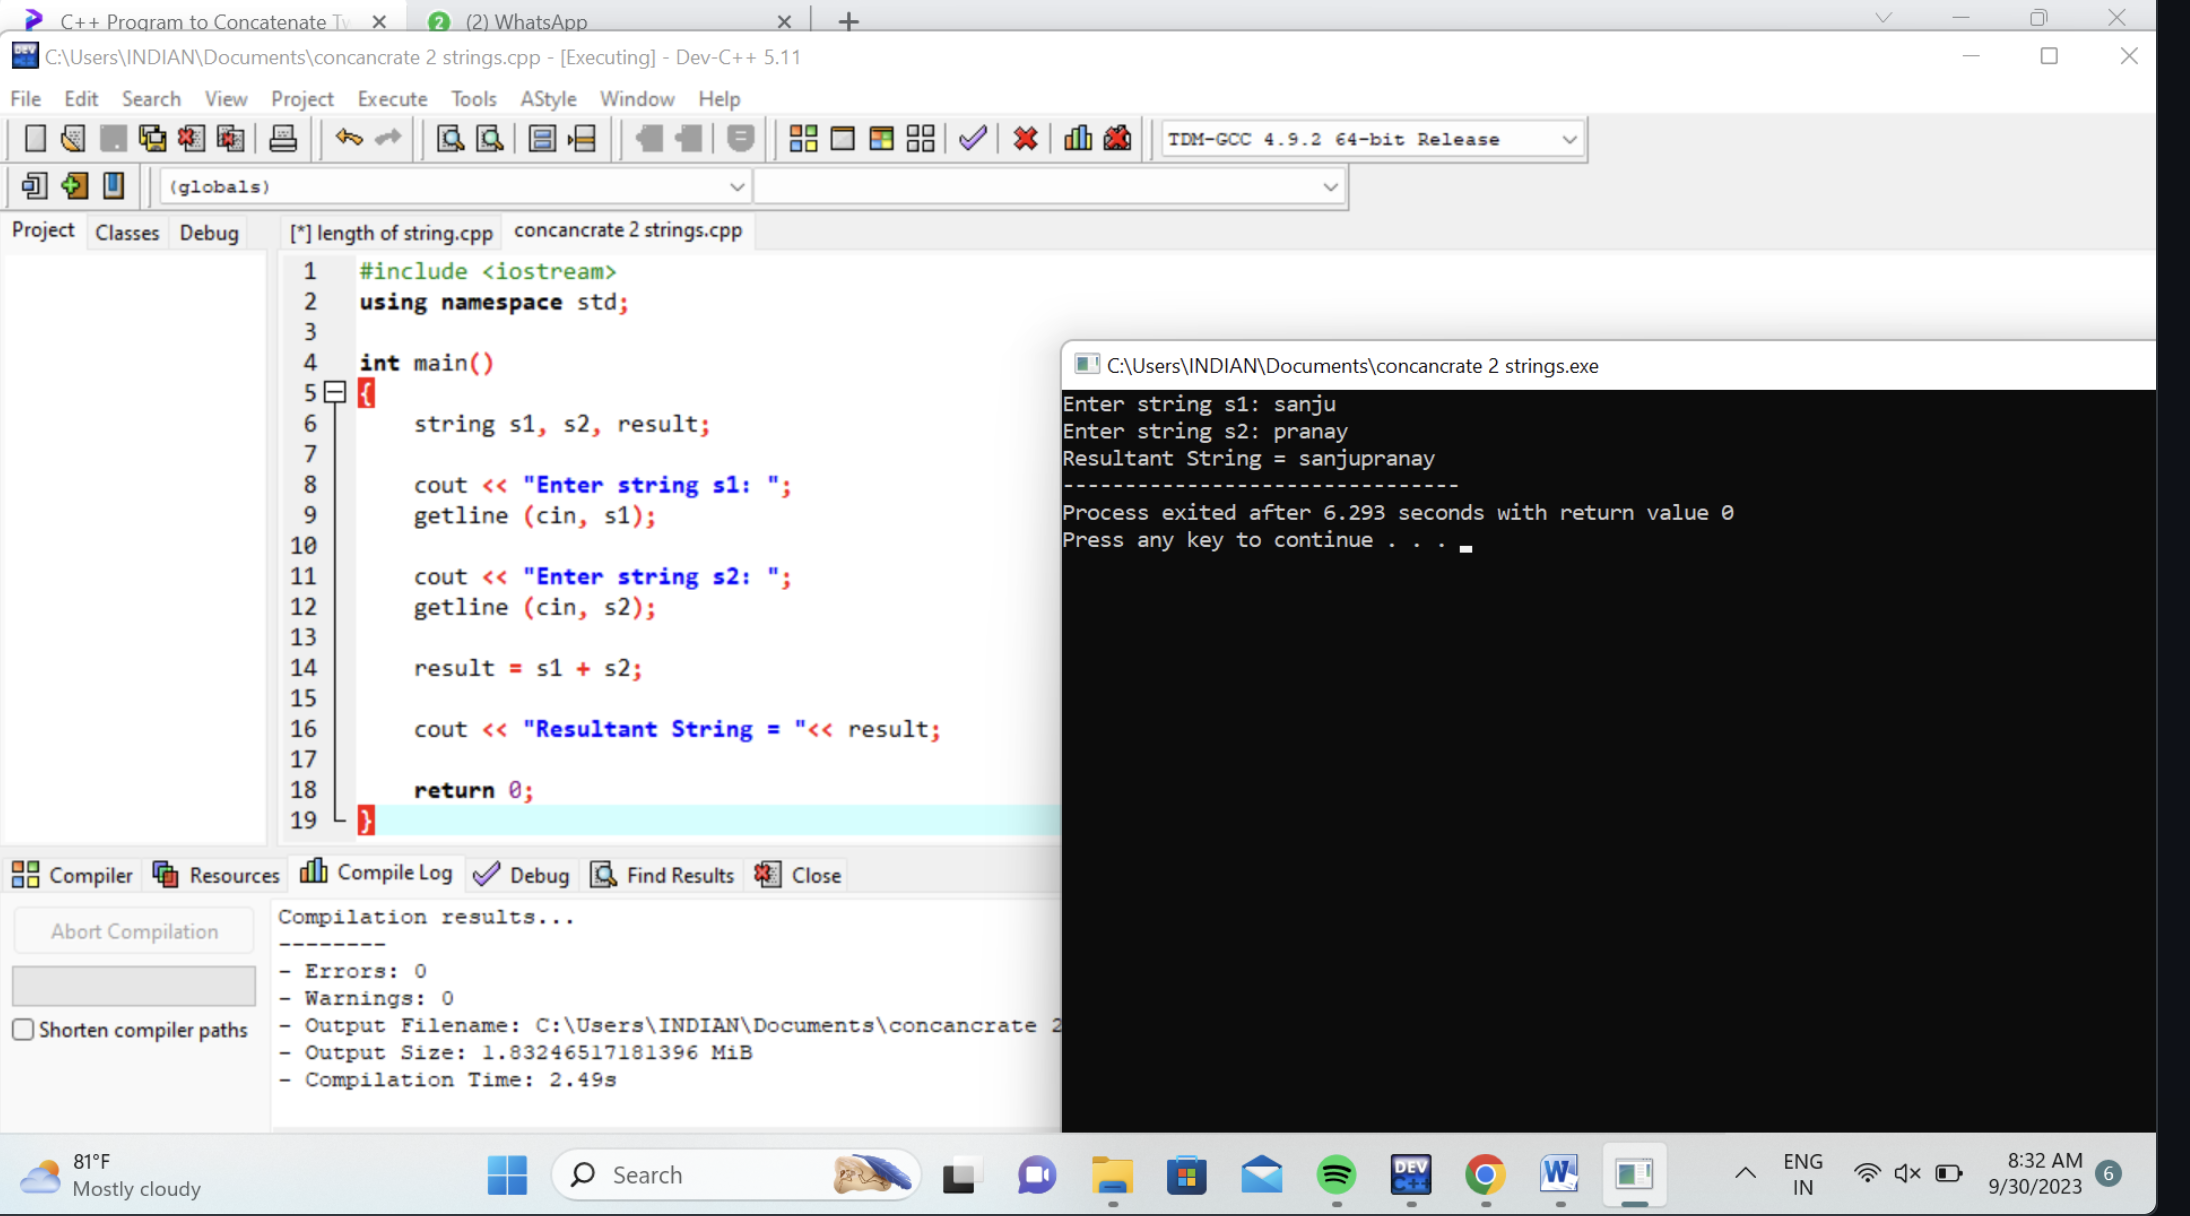 C++ Program to Concatenate Tw
2 (2) WhatsApp
C:\Users\INDIAN\Documents\concancrate 2 strings.cpp - [Executing] - Dev-C++ 5.11
File Edit Search View Project Execute Tools AStyle Window Help
TDM-GCC 4.9.2 64-bit Release
(globals)
Project Classes Debug
[*] length of string.cpp concancrate 2 strings.cpp
1 #include <iostream>
2 using namespace std;
3
4 int main()
5 {
6 string s1, s2, result;
7
8 cout << "Enter string s1: ";
9 getline (cin, s1);
10
11 cout << "Enter string s2: ";
12 getline (cin, s2);
13
14 result = s1 + s2;
15
16 cout << "Resultant String = "<< result;
17
18 return 0;
19 }
C:\Users\INDIAN\Documents\concancrate 2 strings.exe
Enter string s1: sanju
Enter string s2: pranay
Resultant String = sanjupranay
--------------------------------
Process exited after 6.293 seconds with return value 0
Press any key to continue . . .
Compiler Resources Compile Log Debug Find Results Close
Abort Compilation
Shorten compiler paths
Compilation results...
--------
- Errors: 0
- Warnings: 0
- Output Filename: C:\Users\INDIAN\Documents\concancrate 2
- Output Size: 1.83246517181396 MiB
- Compilation Time: 2.49s
81°F
Mostly cloudy
Search
DEV
C++
W
ENG
IN
8:32 AM
9/30/2023
6